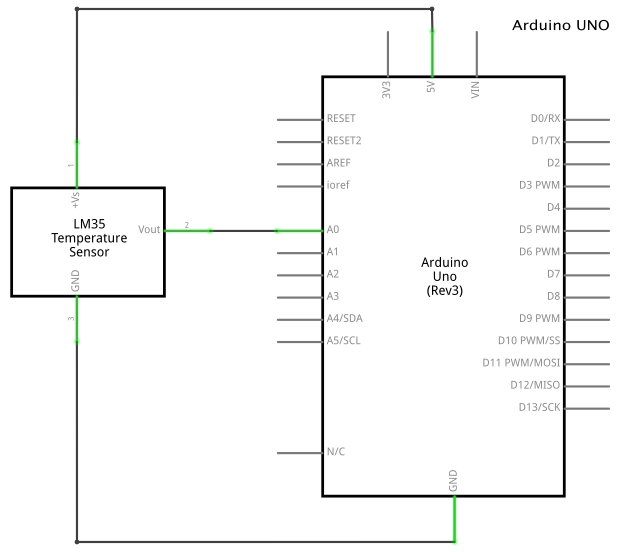 Arduino UNO
3V3
5V
VIN
RESET
RESET2
AREF
ioref
A0
A1
A2
A3
A4/SDA
A5/SCL
N/C
D0/RX
D1/TX
D2
D3 PWM
D4
D5 PWM
D6 PWM
D7
D8
D9 PWM
D10 PWM/SS
D11 PWM/MOSI
D12/MISO
D13/SCK
Arduino
Uno
(Rev3)
GND
1
+Vs
LM35
Temperature
Sensor
Vout
2
GND
3